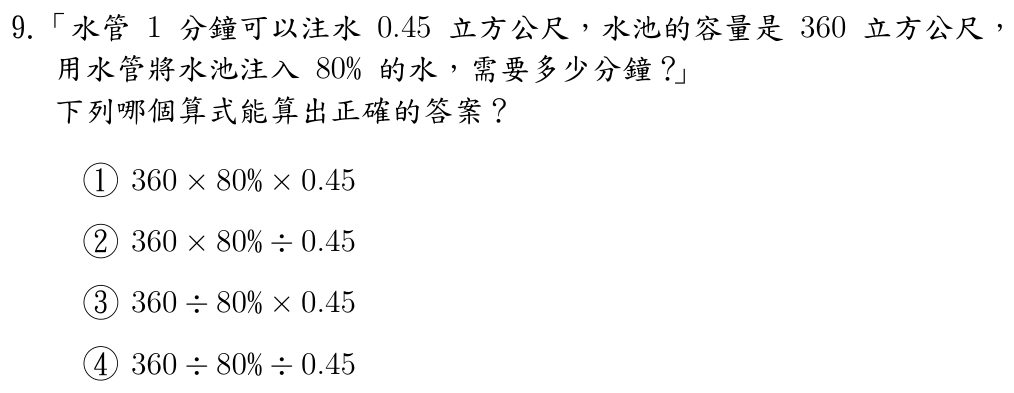 9.「水管 1 分鐘可以注水 0.45 立方公尺，水池的容量是 360 立方公尺，
用水管將水池注入 80% 的水，需要多少分鐘？」
下列哪個算式能算出正確的答案？
① 360 × 80% × 0.45
② 360 × 80% ÷ 0.45
③ 360 ÷ 80% × 0.45
④ 360 ÷ 80% ÷ 0.45